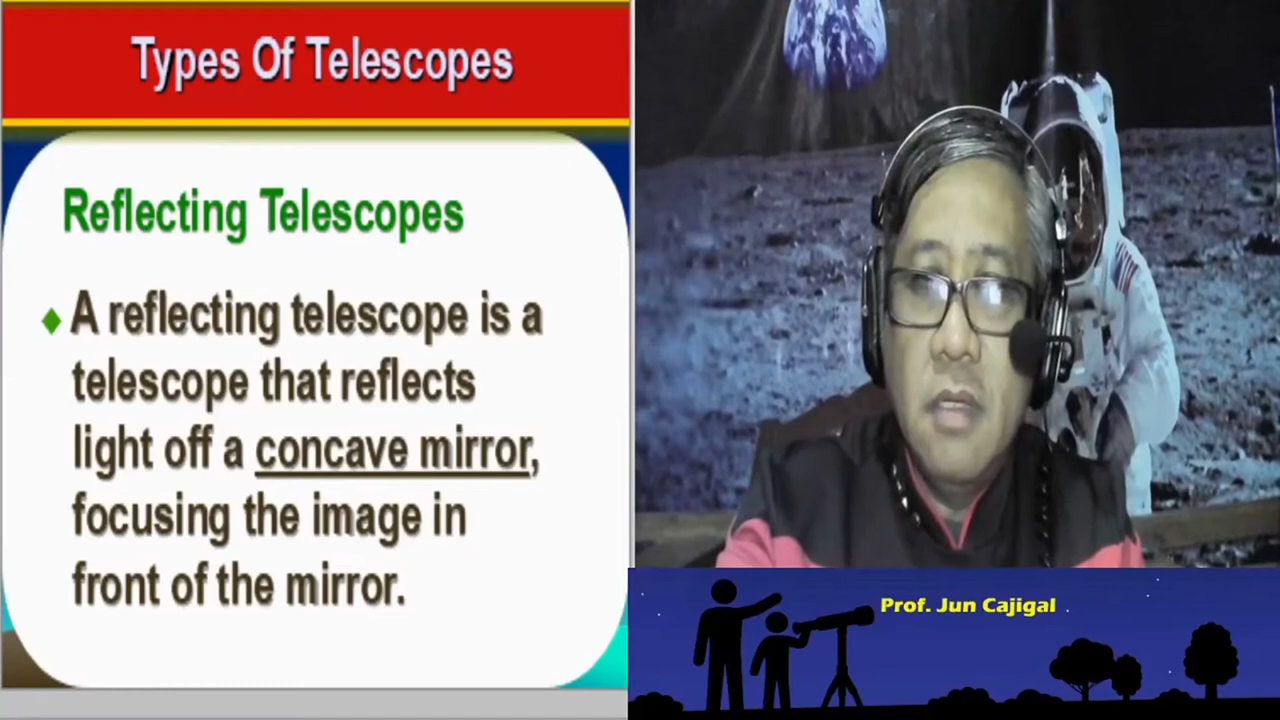 Types Of Telescopes
Reflecting Telescopes
A reflecting telescope is a
telescope that reflects
light off a concave mirror,
focusing the image in
front of the mirror.
Prof. Jun Cajigal